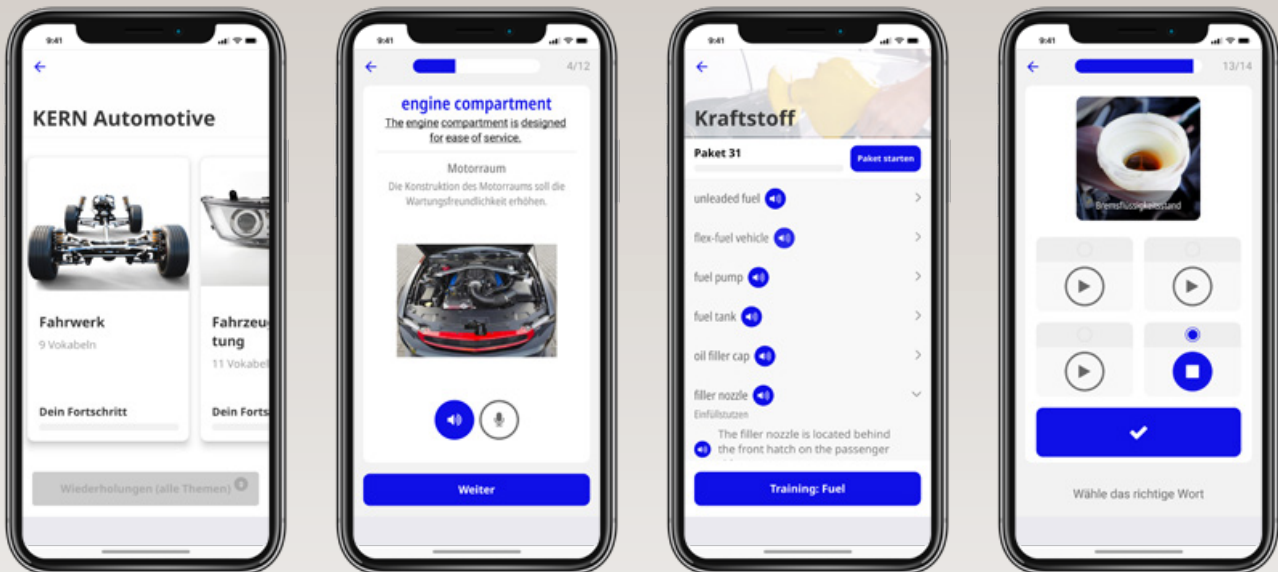 9:41
KERN Automotive
Fahrwerk
9 Vokabeln
Dein Fortschritt
Fahrzeu
tung
11 Vokabel
Dein Forts
Wiederholungen (alle Themen)
9:41
4/12
engine compartment
The engine compartment is designed
for ease of service.
Motorraum
Die Konstruktion des Motorraums soll die
Wartungsfreundlichkeit erhöhen.
Weiter
9:41
Kraftstoff
Paket 31
Paket starten
unleaded fuel
flex-fuel vehicle
fuel pump
fuel tank
oil filler cap
filler nozzle
Einfüllstutzen
The filler nozzle is located behind
the front hatch on the passenger
Training: Fuel
9:41
13/14
Bremsflüssigkeitsstand
Wähle das richtige Wort